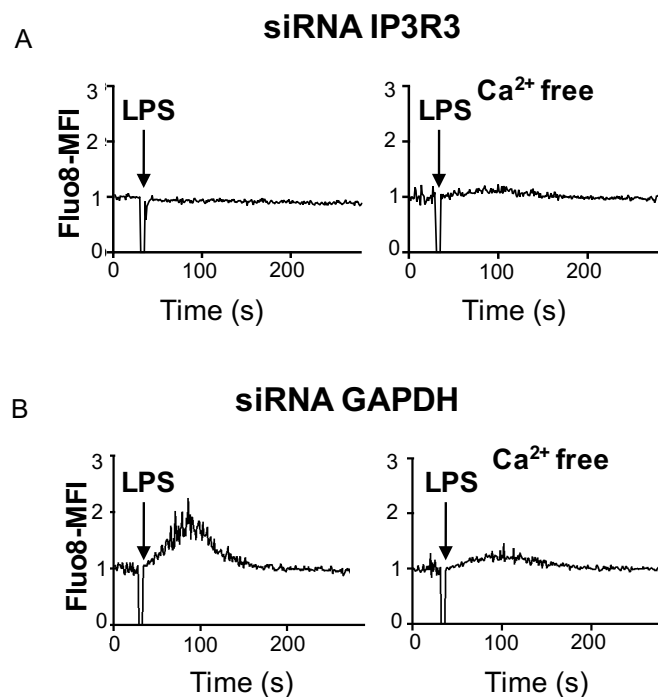 A
siRNA IP3R3
Fluo8-MFI
3
2
1
0
LPS
0 100 200
Time (s)
Ca2+ free
3
2
1
0
LPS
0 100 200
Time (s)
B
siRNA GAPDH
Fluo8-MFI
3
2
1
0
LPS
0 100 200
Time (s)
Ca2+ free
3
2
1
0
LPS
0 100 200
Time (s)